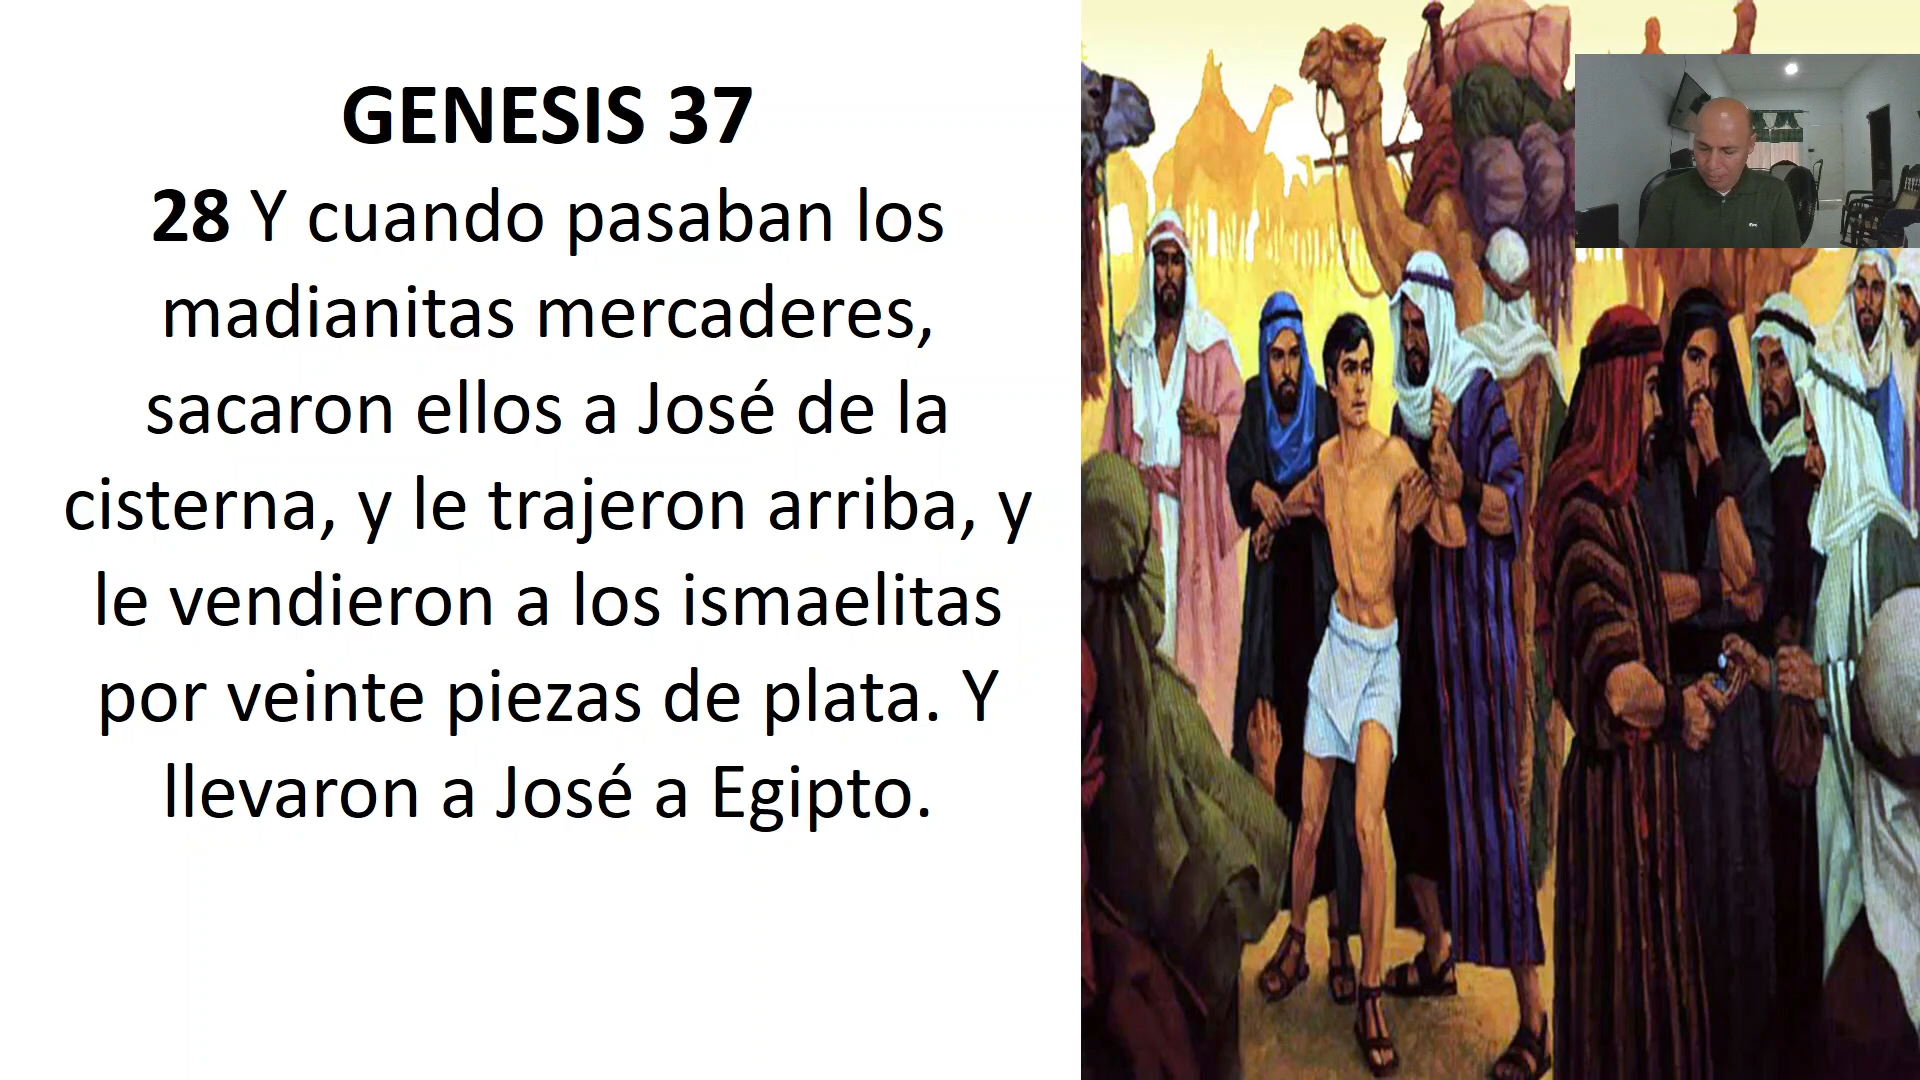 GENESIS 37
28 Y cuando pasaban los
madianitas mercaderes,
sacaron ellos a José de la
cisterna, y le trajeron arriba, y
le vendieron a los ismaelitas
por veinte piezas de plata. Y
llevaron a José a Egipto.